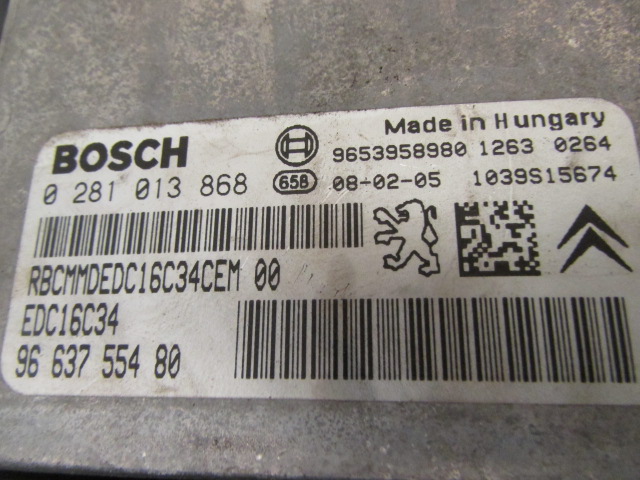 BOSCH
Made in Hungary
9653958980 1263 0264
0 281 013 868
658 08-02-05 1039S15674
RBCMMDEDC16C34CEM 00
EDC16C34
96 637 554 80